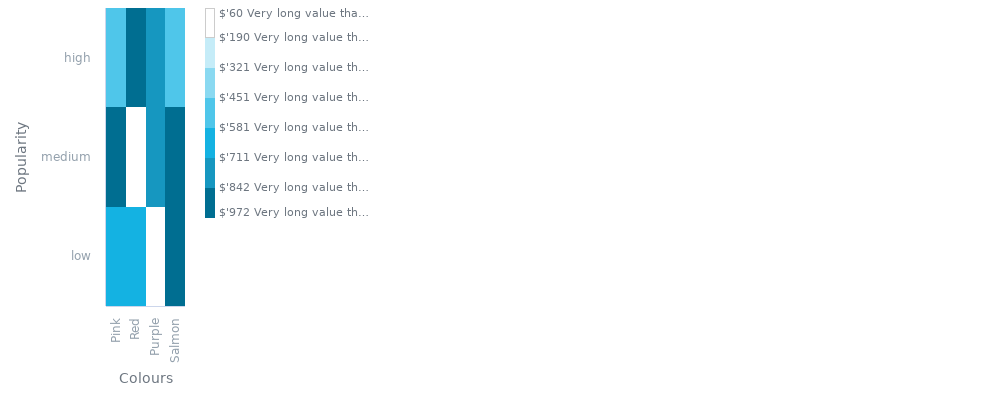 $'60 Very long value tha...
$'190 Very long value th...
high
$'321 Very long value th...
$'451 Very long value th...
$'581 Very long value th...
Popularity
medium
$'711 Very long value th...
$'842 Very long value th...
$'972 Very long value th...
low
Pink
Red
Purple
Salmon
Colours